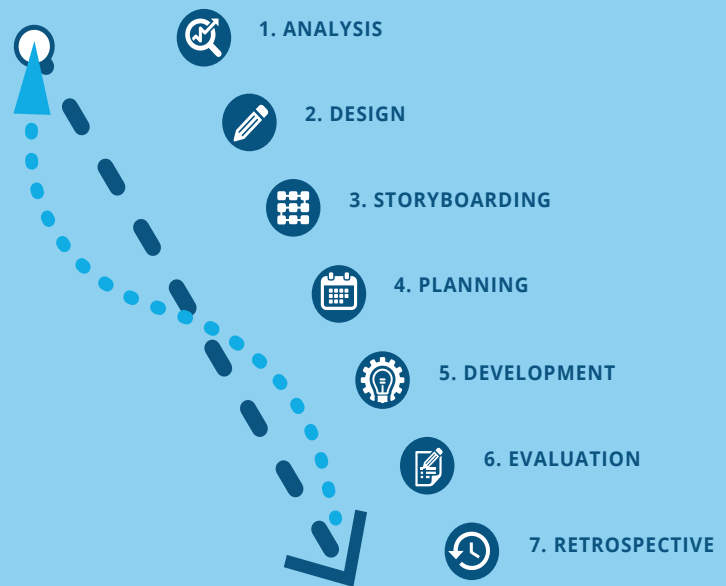 1. ANALYSIS
2. DESIGN
3. STORYBOARDING
4. PLANNING
5. DEVELOPMENT
6. EVALUATION
7. RETROSPECTIVE